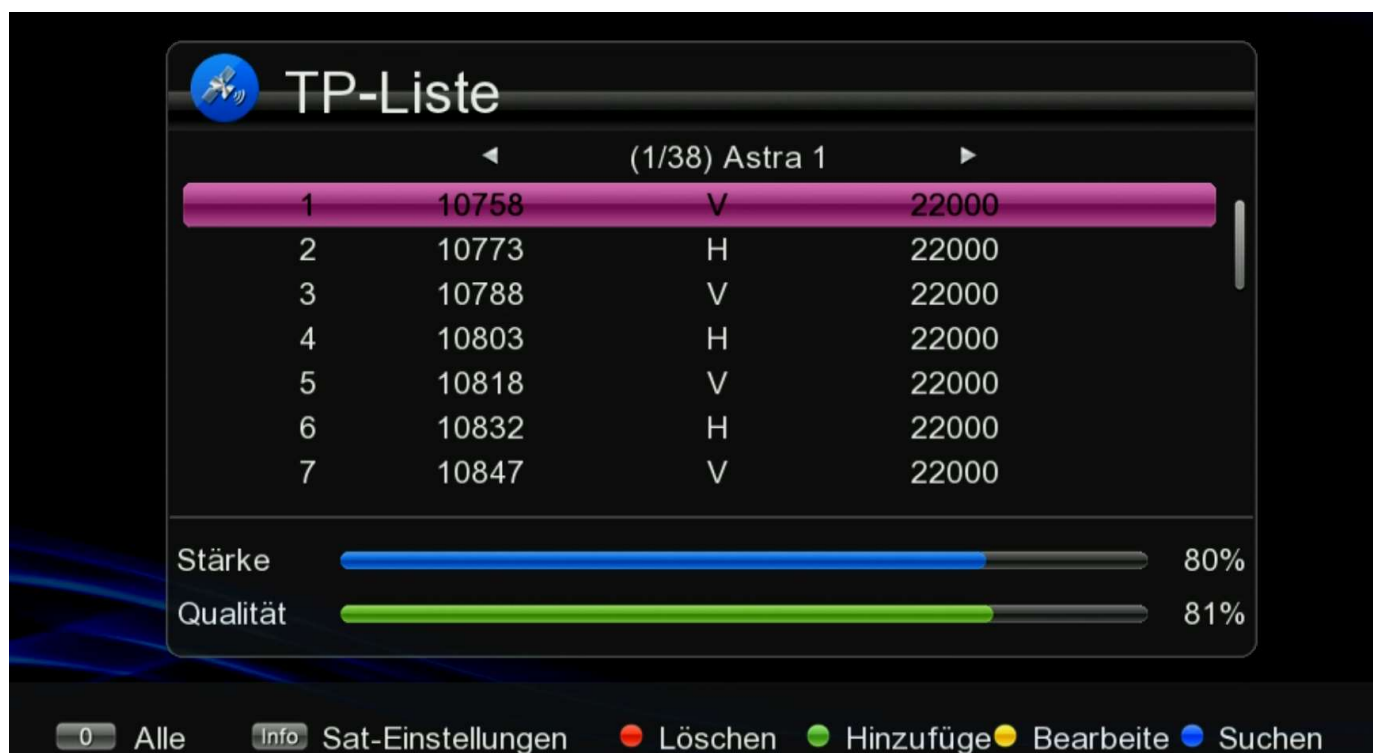 TP-Liste
(1/38) Astra 1
1 10758 V 22000
2 10773 H 22000
3 10788 V 22000
4 10803 H 22000
5 10818 V 22000
6 10832 H 22000
7 10847 V 22000
Stärke 80%
Qualität 81%
0 Alle Info Sat-Einstellungen Löschen Hinzufüge Bearbeite Suchen